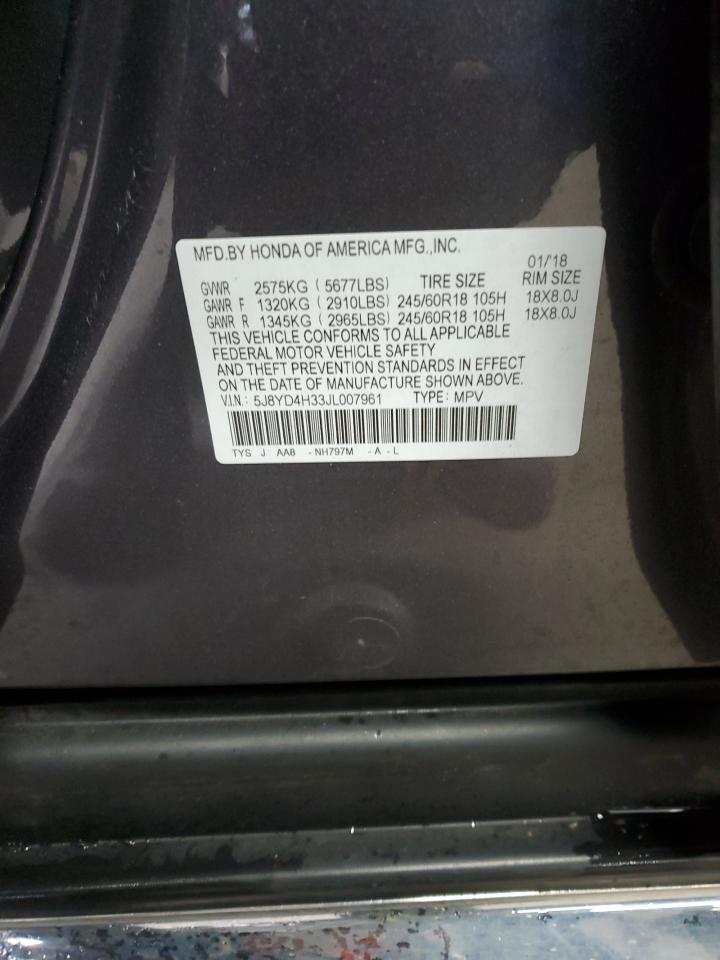 MFD.BY HONDA OF AMERICA MFG.,INC.
01/18
GVWR 2575KG ( 5677LBS) TIRE SIZE RIM SIZE
GAWR F 1320KG ( 2910LBS) 245/60R18 105H 18X8.0J
GAWR R 1345KG ( 2965LBS) 245/60R18 105H 18X8.0J
THIS VEHICLE CONFORMS TO ALL APPLICABLE
FEDERAL MOTOR VEHICLE SAFETY
AND THEFT PREVENTION STANDARDS IN EFFECT
ON THE DATE OF MANUFACTURE SHOWN ABOVE.
V.I.N.: 5J8YD4H33JL007961 TYPE: MPV
TYS J AA8 - NH797M - A - L